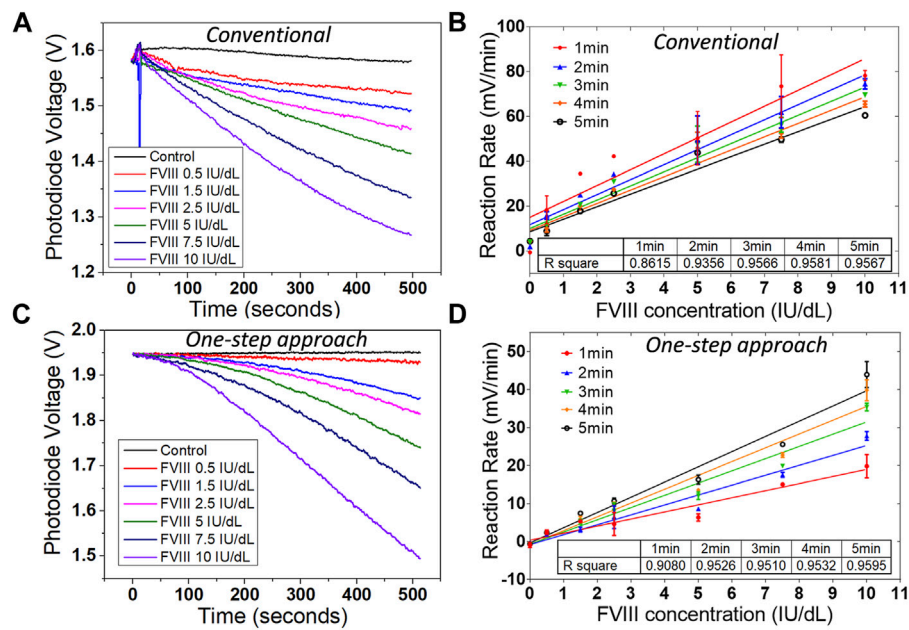 A
Conventional
Photodiode Voltage (V)
1.6
1.5
1.4
1.3
1.2
Control
FVIII 0.5 IU/dL
FVIII 1.5 IU/dL
FVIII 2.5 IU/dL
FVIII 5 IU/dL
FVIII 7.5 IU/dL
FVIII 10 IU/dL
0 100 200 300 400 500
Time (seconds)
B
Conventional
Reaction Rate (mV/min)
100
80
60
40
20
0
1min
2min
3min
4min
5min
1min 2min 3min 4min 5min
R square 0.8615 0.9356 0.9566 0.9581 0.9567
0 1 2 3 4 5 6 7 8 9 10 11
FVIII concentration (IU/dL)
C
One-step approach
Photodiode Voltage (V)
2.0
1.9
1.8
1.7
1.6
1.5
Control
FVIII 0.5 IU/dL
FVIII 1.5 IU/dL
FVIII 2.5 IU/dL
FVIII 5 IU/dL
FVIII 7.5 IU/dL
FVIII 10 IU/dL
0 100 200 300 400 500
Time (seconds)
D
One-step approach
Reaction Rate (mV/min)
50
40
30
20
10
0
-10
1min
2min
3min
4min
5min
1min 2min 3min 4min 5min
R square 0.9080 0.9526 0.9510 0.9532 0.9595
0 1 2 3 4 5 6 7 8 9 10 11
FVIII concentration (IU/dL)